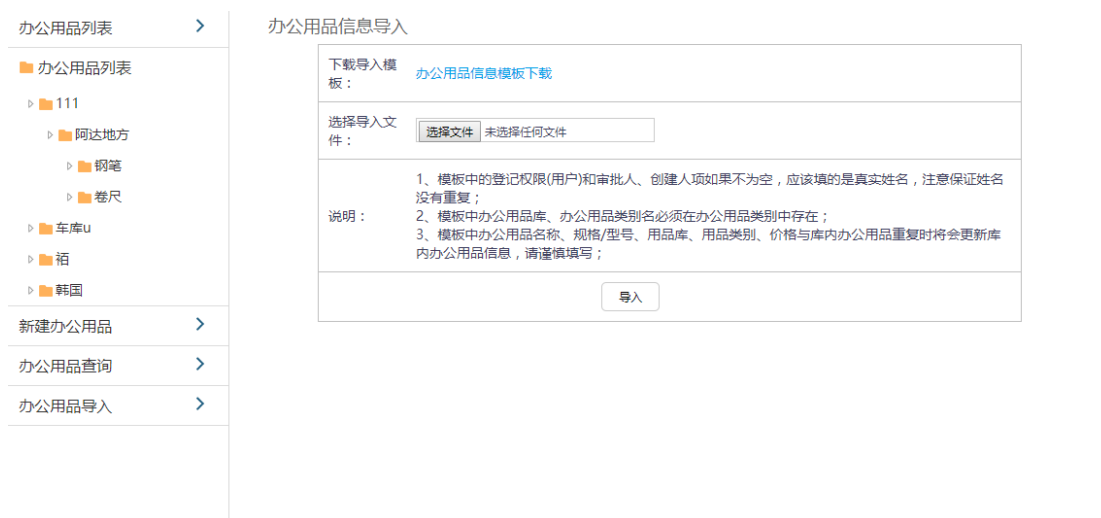 办公用品列表
办公用品列表
111
阿达地方
钢笔
卷尺
车库u
袹
韩国
新建办公用品
办公用品查询
办公用品导入
办公用品信息导入
下载导入模
板：
办公用品信息模板下载
选择导入文
件：
选择文件 未选择任何文件
说明：
1、模板中的登记权限(用户)和审批人、创建人项如果不为空，应该填的是真实姓名，注意保证姓名
没有重复；
2、模板中办公用品库、办公用品类别名必须在办公用品类别中存在；
3、模板中办公用品名称、规格/型号、用品库、用品类别、价格与库内办公用品重复时将会更新库
内办公用品信息，请谨慎填写；
导入